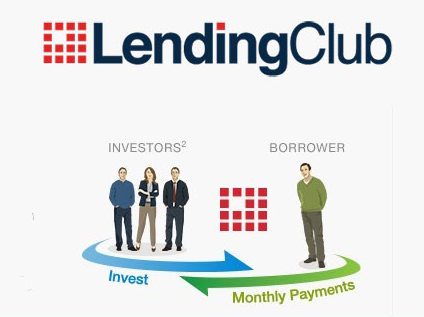 LendingClub
INVESTORS²
BORROWER
Invest
Monthly Payments